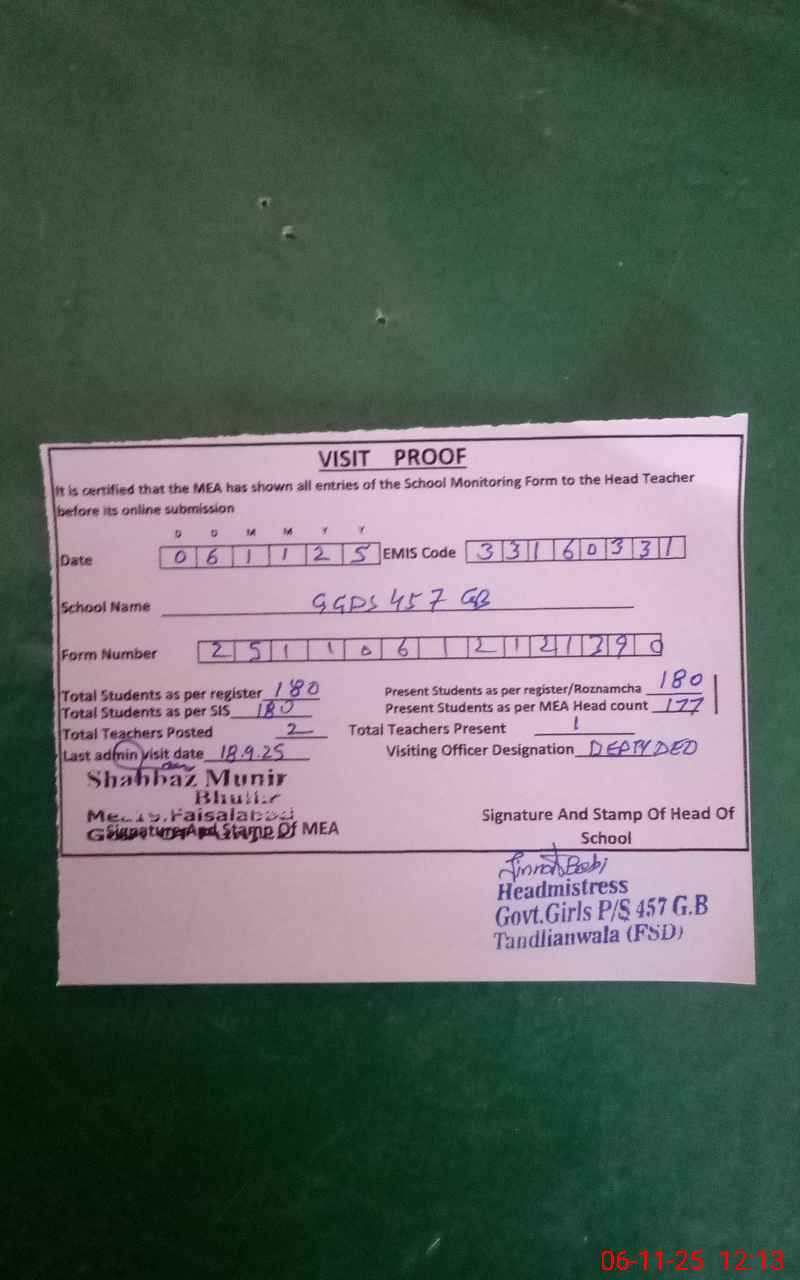 VISIT PROOF
It is certified that the MEA has shown all entries of the School Monitoring Form to the Head Teacher
before its online submission
D D M M Y Y
Date 0 6 1 1 2 5 EMIS Code 3 3 1 6 0 3 3 1
School Name GGPS 457 GB
Form Number 2 5 1 1 0 6 1 2 1 2 1 3 9 0
Total Students as per register 180 Present Students as per register/Roznamcha 180
Total Students as per SIS 180 Present Students as per MEA Head count 177
Total Teachers Posted 2 Total Teachers Present 1
Last admin visit date 18.9.25 Visiting Officer Designation DEPTY DEO
Shahbaz Munir
Bhutta
Faisalabad
Signature And Stamp Of MEA
Signature And Stamp Of Head Of
School
Bibi
Headmistress
Govt.Girls P/S 457 G.B
Tandlianwala (FSD)
06-11-25 12:13